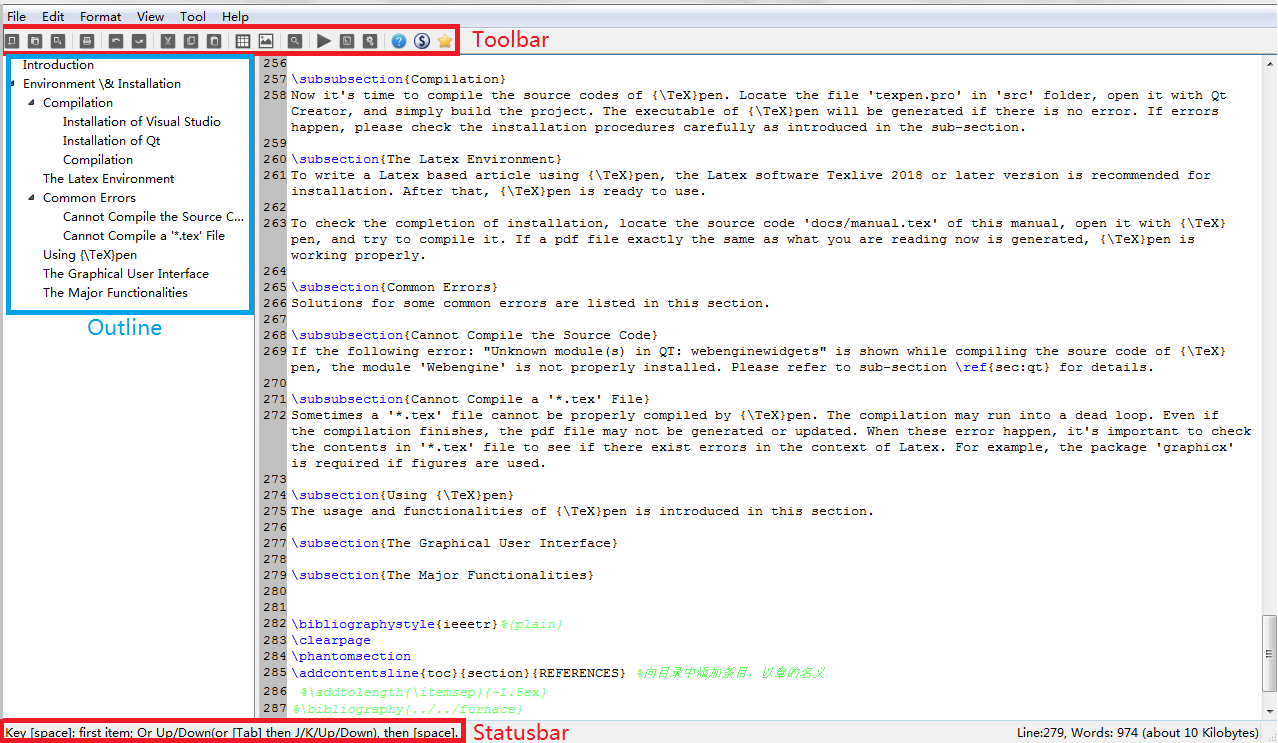 File Edit Format View Tool Help
Toolbar
Introduction
Environment \& Installation
Compilation
Installation of Visual Studio
Installation of Qt
Compilation
The Latex Environment
Common Errors
Cannot Compile the Source C...
Cannot Compile a '*.tex' File
Using {\TeX}pen
The Graphical User Interface
The Major Functionalities
Outline
256
257 \subsubsection{Compilation}
258 Now it's time to compile the source codes of {\TeX}pen. Locate the file 'texpen.pro' in 'src' folder, open it with Qt
Creator, and simply build the project. The executable of {\TeX}pen will be generated if there is no error. If errors
happen, please check the installation procedures carefully as introduced in the sub-section.
259
260 \subsection{The Latex Environment}
261 To write a Latex based article using {\TeX}pen, the Latex software Texlive 2018 or later version is recommended for
installation. After that, {\TeX}pen is ready to use.
262
263 To check the completion of installation, locate the source code 'docs/manual.tex' of this manual, open it with {\TeX}
pen, and try to compile it. If a pdf file exactly the same as what you are reading now is generated, {\TeX}pen is
working properly.
264
265 \subsection{Common Errors}
266 Solutions for some common errors are listed in this section.
267
268 \subsubsection{Cannot Compile the Source Code}
269 If the following error: "Unknown module(s) in QT: webenginewidgets" is shown while compiling the soure code of {\TeX}
pen, the module 'Webengine' is not properly installed. Please refer to sub-section \ref{sec:qt} for details.
270
271 \subsubsection{Cannot Compile a '*.tex' File}
272 Sometimes a '*.tex' file cannot be properly compiled by {\TeX}pen. The compilation may run into a dead loop. Even if
the compilation finishes, the pdf file may not be generated or updated. When these error happen, it's important to check
the contents in '*.tex' file to see if there exist errors in the context of Latex. For example, the package 'graphicx'
is required if figures are used.
273
274 \subsection{Using {\TeX}pen}
275 The usage and functionalities of {\TeX}pen is introduced in this section.
276
277 \subsection{The Graphical User Interface}
278
279 \subsection{The Major Functionalities}
280
281
282 \bibliographystyle{ieeetr}%{plain}
283 \clearpage
284 \phantomsection
285 \addcontentsline{toc}{section}{REFERENCES} %向目录中添加条目，以章的名义
286 %\addtolength{\itemsep}{-1.5ex}
287 %\bibliography{../../furnace}
Key [space]: first item; Or Up/Down(or [Tab] then J/K/Up/Down), then [space].
Statusbar
Line:279, Words: 974 (about 10 Kilobytes)